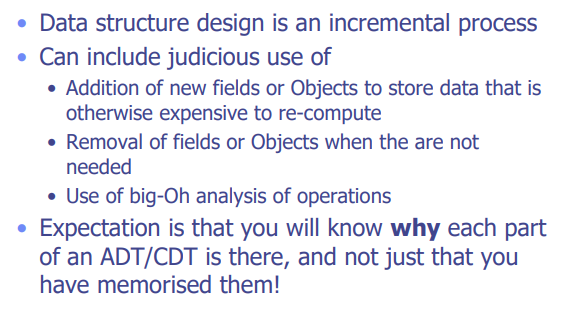 • Data structure design is an incremental process
• Can include judicious use of
• Addition of new fields or Objects to store data that is
otherwise expensive to re-compute
• Removal of fields or Objects when the are not
needed
• Use of big-Oh analysis of operations
• Expectation is that you will know why each part
of an ADT/CDT is there, and not just that you
have memorised them!